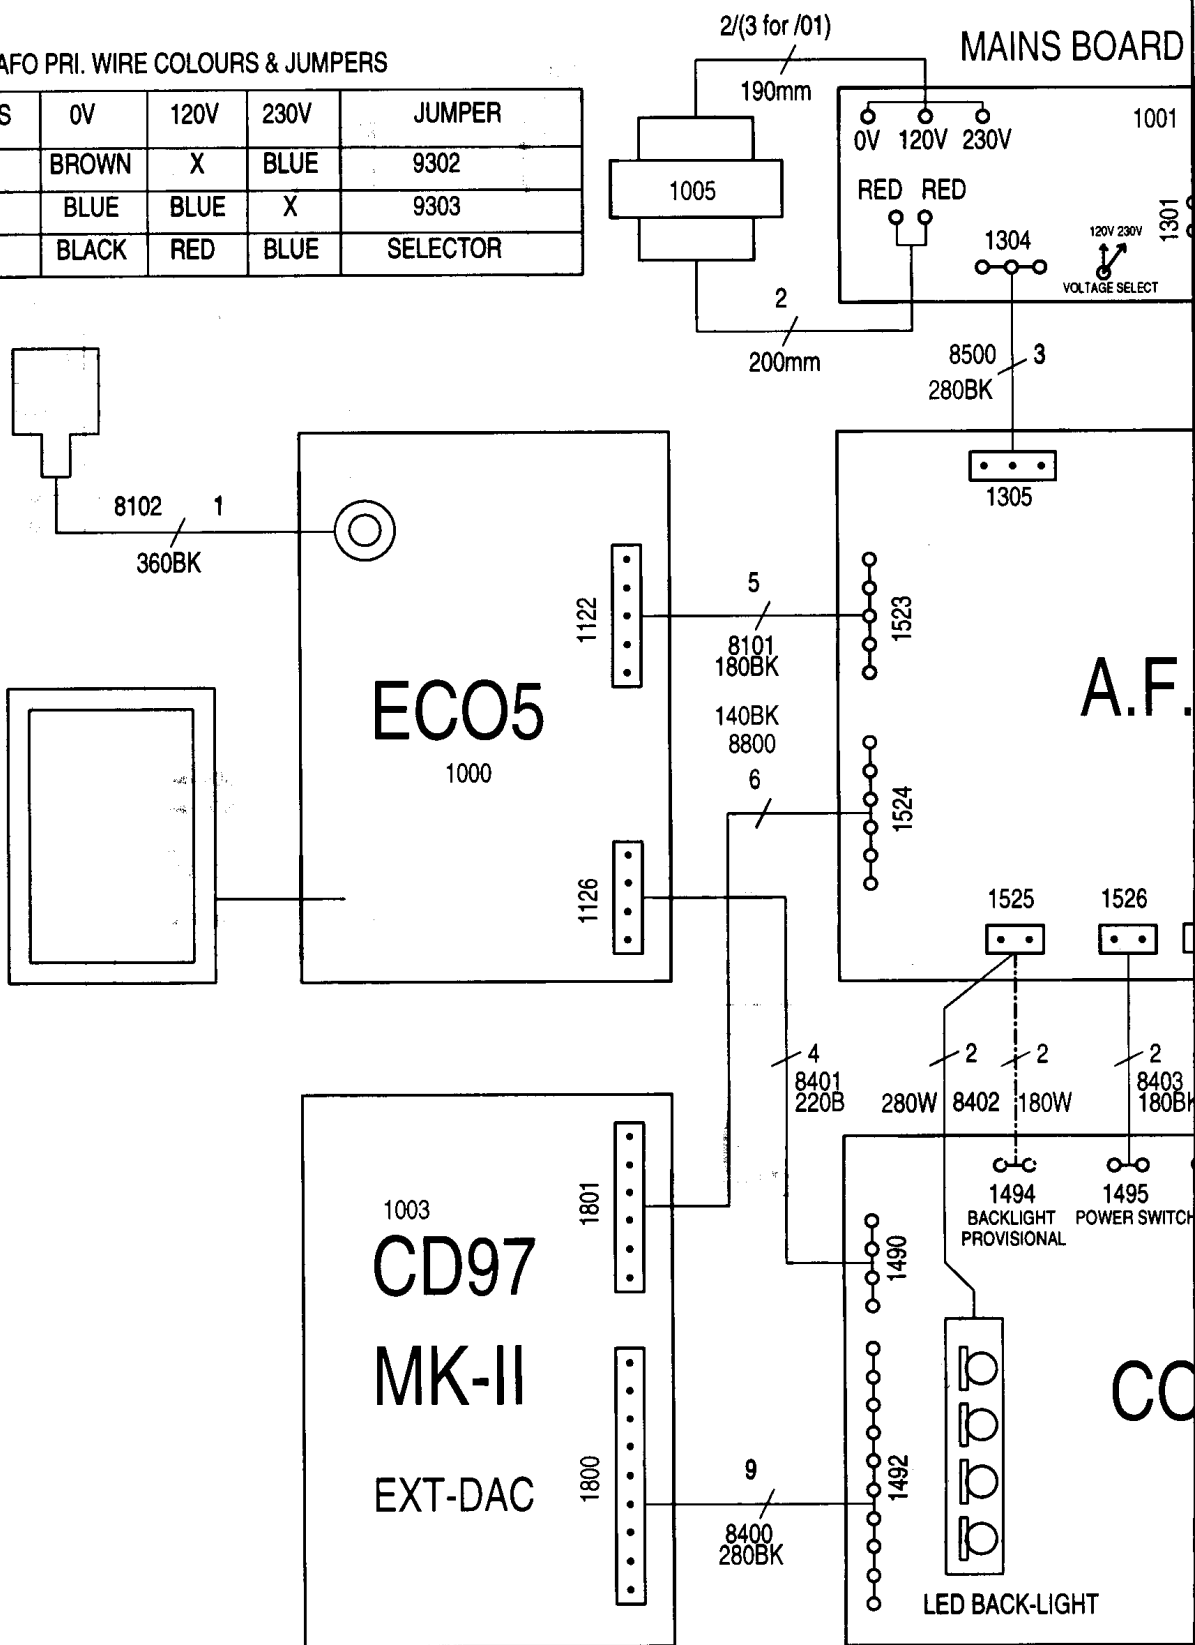 AFO PRI. WIRE COLOURS & JUMPERS
S 0V 120V 230V JUMPER
BROWN X BLUE 9302
BLUE BLUE X 9303
BLACK RED BLUE SELECTOR
2/(3 for /01)
190mm
1005
2
200mm
MAINS BOARD
1001
0V 120V 230V
RED RED
1304
1301
120V 230V
VOLTAGE SELECT
8500 3
280BK
8102 1
360BK
1305
1122
5
8101
180BK
1523
ECO5
1000
A.F.
140BK
8800
6
1524
1126
1525
1526
4
8401
220B
2
280W
8402
2
180W
2
8403
180BK
1003
CD97
MK-II
EXT-DAC
1801
1800
1494
BACKLIGHT
PROVISIONAL
1495
POWER SWITCH
1490
1492
9
8400
280BK
CO
LED BACK-LIGHT